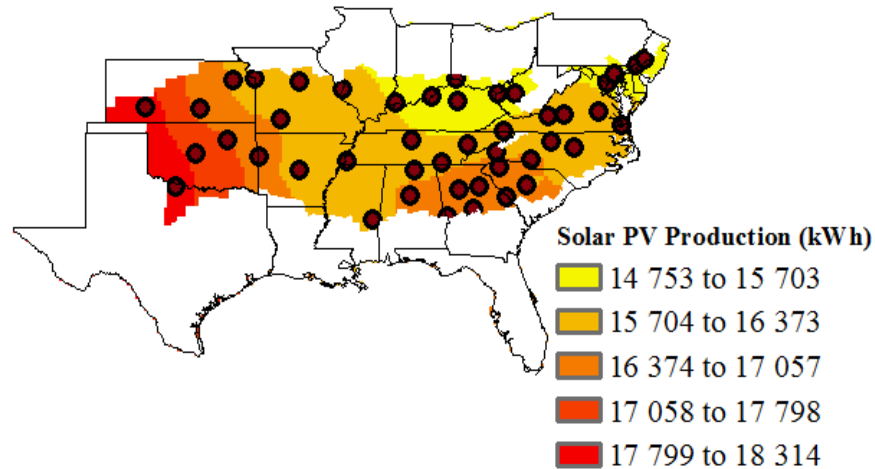 Solar PV Production (kWh)
14 753 to 15 703
15 704 to 16 373
16 374 to 17 057
17 058 to 17 798
17 799 to 18 314